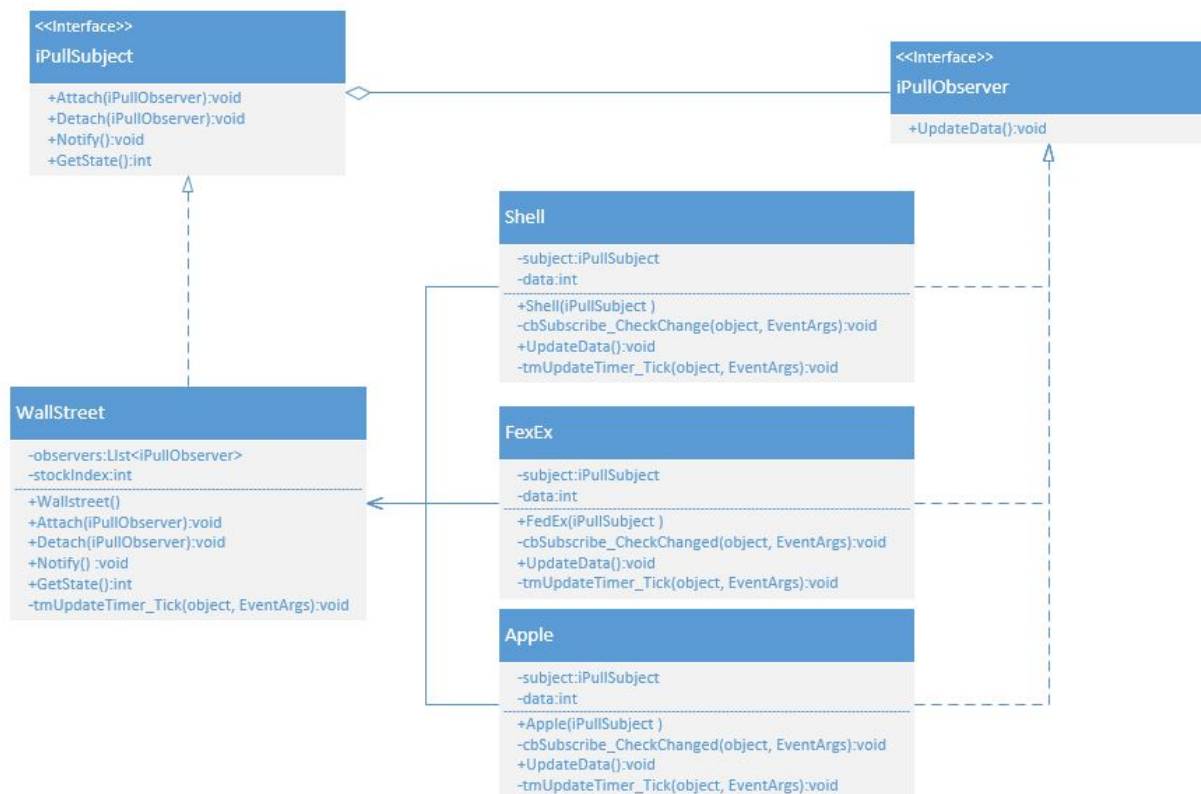 <<Interface>>
iPullSubject
+Attach(iPullObserver):void
+Detach(iPullObserver):void
+Notify():void
+GetState():int
<<Interface>>
iPullObserver
+UpdateData():void
Shell
-subject:iPullSubject
-data:int
+Shell(iPullSubject )
-cbSubscribe_CheckChange(object, EventArgs):void
+UpdateData():void
-tmUpdateTimer_Tick(object, EventArgs):void
WallStreet
-observers:List<iPullObserver>
-stockIndex:int
+Wallstreet()
+Attach(iPullObserver):void
+Detach(iPullObserver):void
+Notify() :void
+GetState():int
-tmUpdateTimer_Tick(object, EventArgs):void
FexEx
-subject:iPullSubject
-data:int
+FedEx(iPullSubject )
-cbSubscribe_CheckChanged(object, EventArgs):void
+UpdateData():void
-tmUpdateTimer_Tick(object, EventArgs):void
Apple
-subject:iPullSubject
-data:int
+Apple(iPullSubject )
-cbSubscribe_CheckChanged(object, EventArgs):void
+UpdateData():void
-tmUpdateTimer_Tick(object, EventArgs):void